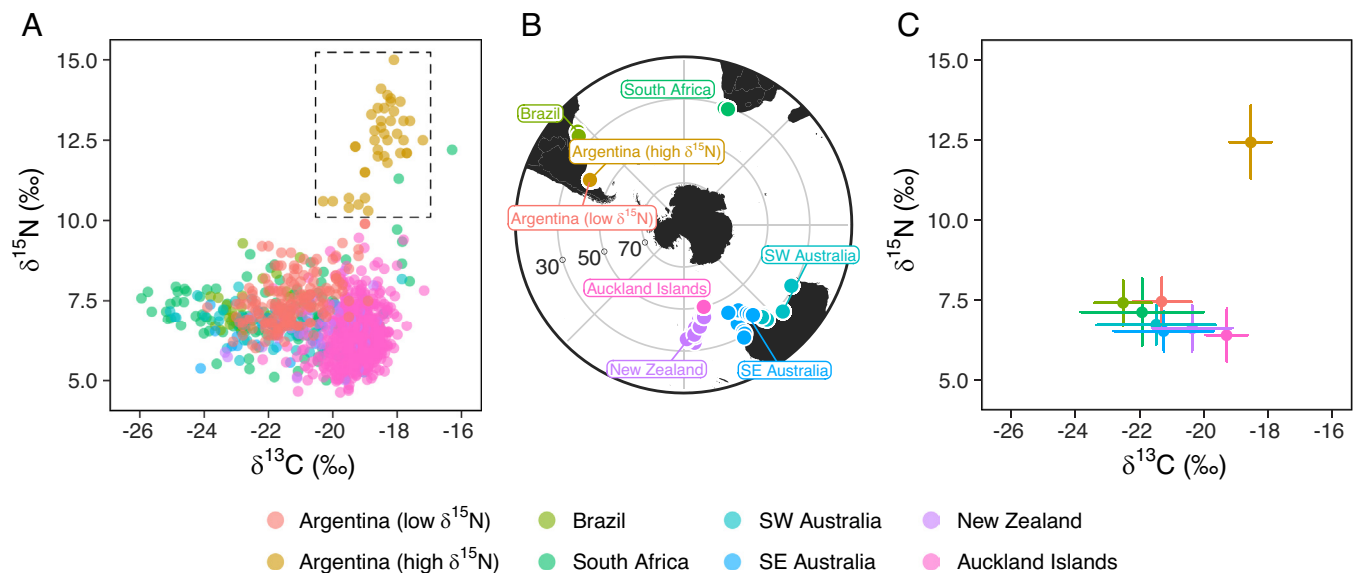 A
δ¹⁵N (‰)
15.0
12.5
10.0
7.5
5.0
-26
-24
-22
-20
-18
-16
δ¹³C (‰)
B
South Africa
Brazil
Argentina (high δ¹⁵N)
Argentina (low δ¹⁵N)
30
50
70
SW Australia
Auckland Islands
New Zealand
SE Australia
C
δ¹⁵N (‰)
15.0
12.5
10.0
7.5
5.0
-26
-24
-22
-20
-18
-16
δ¹³C (‰)
Argentina (low δ¹⁵N)
Brazil
SW Australia
New Zealand
Argentina (high δ¹⁵N)
South Africa
SE Australia
Auckland Islands